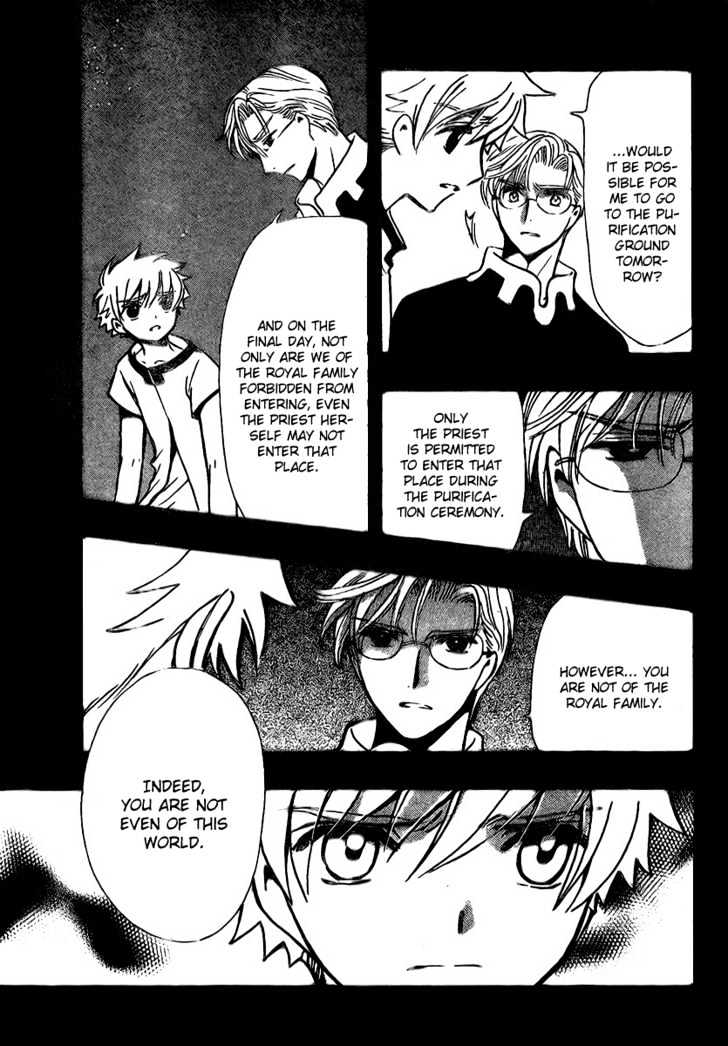 ...WOULD
IT BE POS-
SIBLE FOR
ME TO GO
TO THE PU-
RIFICATION
GROUND
TOMOR-
ROW?
ONLY
THE PRIEST
IS PERMITTED
TO ENTER THAT
PLACE DURING
THE PURIFICA-
TION CEREMONY.
AND ON THE
FINAL DAY, NOT
ONLY ARE WE OF
THE ROYAL FAMILY
FORBIDDEN FROM
ENTERING, EVEN
THE PRIEST HER-
SELF MAY NOT
ENTER THAT
PLACE.
HOWEVER... YOU
ARE NOT OF THE
ROYAL FAMILY.
INDEED,
YOU ARE NOT
EVEN OF THIS
WORLD.